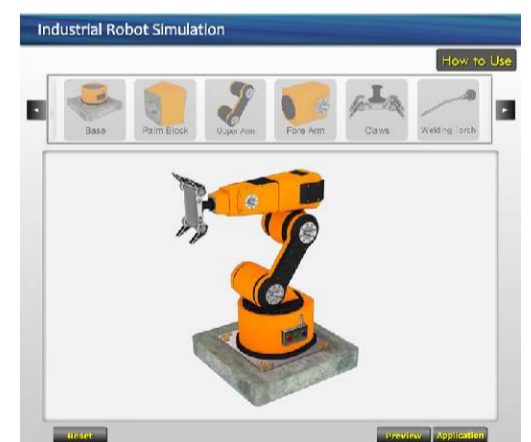 Industrial Robot Simulation
How to Use
Base
Palm Block
Upper Arm
Fore Arm
Claws
Welding Torch
Reset
Preview
Application